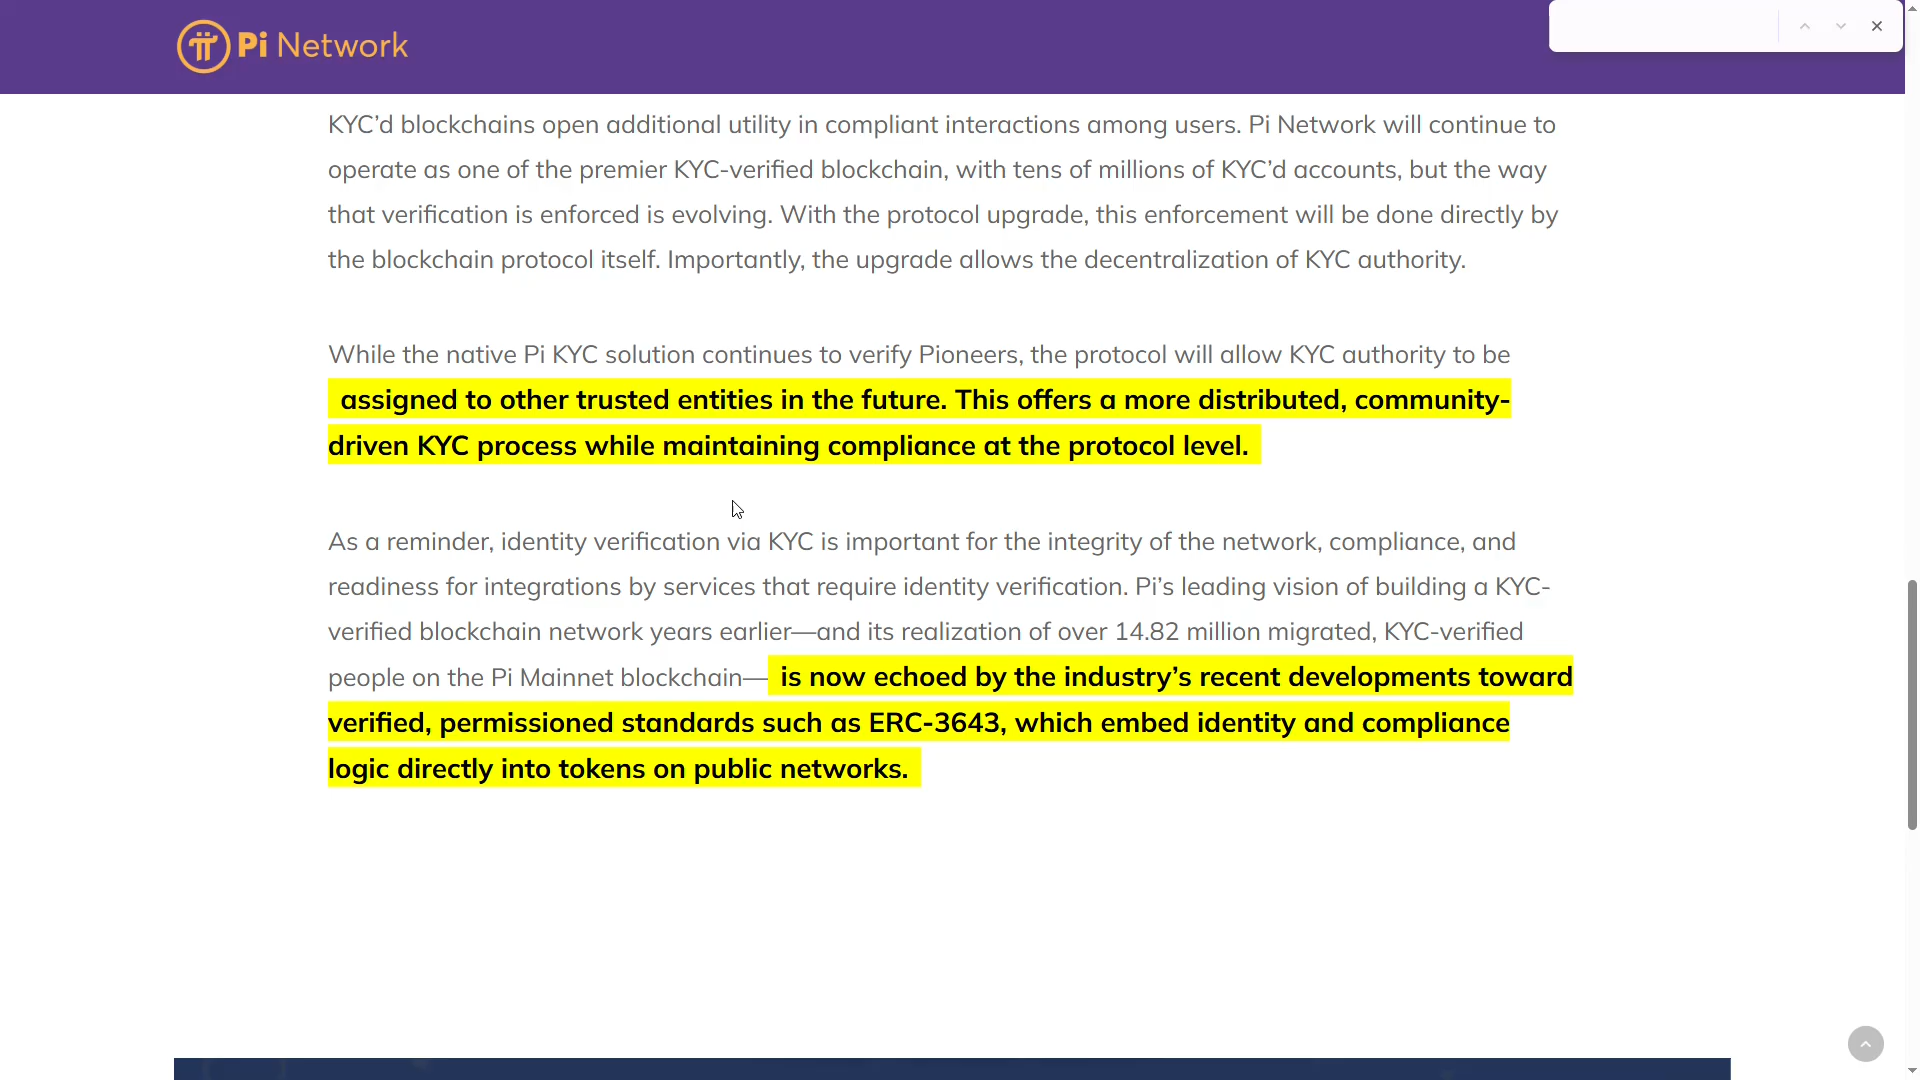 Pi Network
KYC’d blockchains open additional utility in compliant interactions among users. Pi Network will continue to
operate as one of the premier KYC-verified blockchain, with tens of millions of KYC’d accounts, but the way
that verification is enforced is evolving. With the protocol upgrade, this enforcement will be done directly by
the blockchain protocol itself. Importantly, the upgrade allows the decentralization of KYC authority.
While the native Pi KYC solution continues to verify Pioneers, the protocol will allow KYC authority to be
assigned to other trusted entities in the future. This offers a more distributed, community-
driven KYC process while maintaining compliance at the protocol level.
As a reminder, identity verification via KYC is important for the integrity of the network, compliance, and
readiness for integrations by services that require identity verification. Pi’s leading vision of building a KYC-
verified blockchain network years earlier—and its realization of over 14.82 million migrated, KYC-verified
people on the Pi Mainnet blockchain— is now echoed by the industry’s recent developments toward
verified, permissioned standards such as ERC-3643, which embed identity and compliance
logic directly into tokens on public networks.